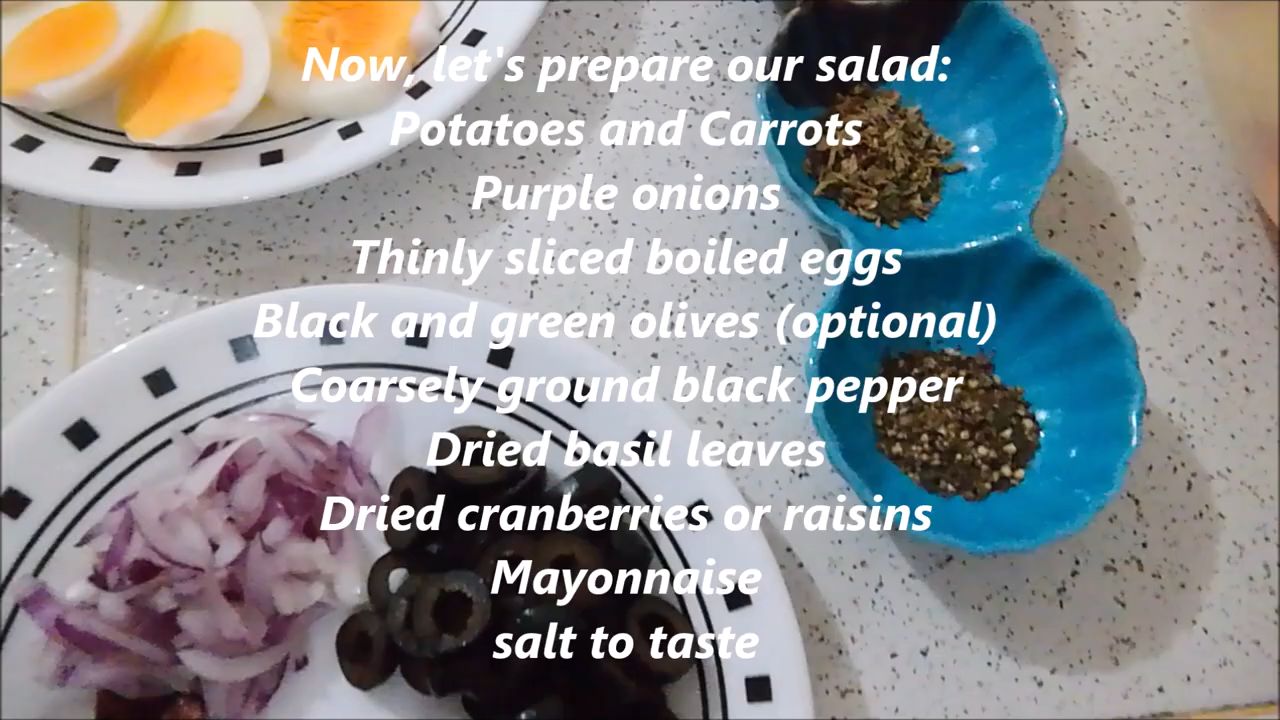 Now, let's prepare our salad:
Potatoes and Carrots
Purple onions
Thinly sliced boiled eggs
Black and green olives (optional)
Coarsely ground black pepper
Dried basil leaves
Dried cranberries or raisins
Mayonnaise
salt to taste